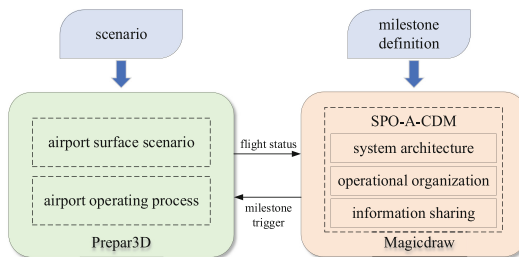 scenario
milestone
definition
airport surface scenario
airport operating process
Prepar3D
flight status
milestone
trigger
SPO-A-CDM
system architecture
operational organization
information sharing
Magicdraw